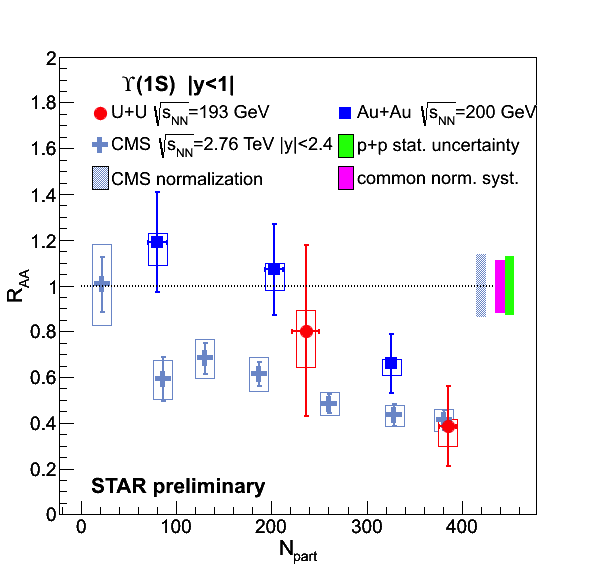 ϒ(1S) |y<1|
U+U √s_NN=193 GeV
Au+Au √s_NN=200 GeV
CMS √s_NN=2.76 TeV |y|<2.4
p+p stat. uncertainty
CMS normalization
common norm. syst.
2
1.8
1.6
1.4
1.2
1
0.8
0.6
0.4
0.2
0
R_AA
STAR preliminary
0 100 200 300 400
N_part